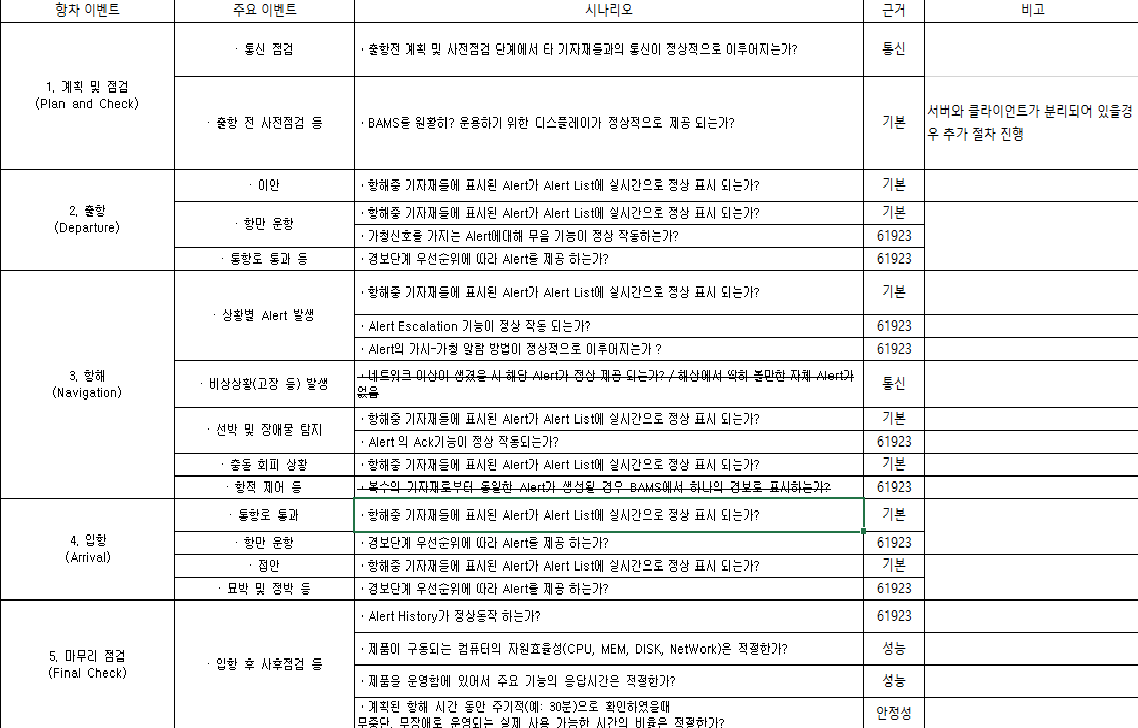 항차 이벤트 주요 이벤트 시나리오 근거 비고
1. 계획 및 점검
(Plan and Check)
· 통신 점검 · 출항전 계획 및 사전점검 단계에서 타 기자재들과의 통신이 정상적으로 이루어지는가? 통신
· 출항 전 사전점검 등 · BAMS를 원활히? 운용하기 위한 디스플레이가 정상적으로 제공 되는가? 기본
서버와 클라이언트가 분리되어 있을경
우 추가 절차 진행
2. 출항
(Departure)
· 이안 · 항해중 기자재들에 표시된 Alert가 Alert List에 실시간으로 정상 표시 되는가? 기본
· 항만 운항 · 항해중 기자재들에 표시된 Alert가 Alert List에 실시간으로 정상 표시 되는가? 기본
· 가청신호를 가지는 Alert에대해 무음 기능이 정상 작동하는가? 61923
· 통항로 통과 등 · 경보단계 우선순위에 따라 Alert를 제공 하는가? 61923
3. 항해
(Navigation)
· 상황별 Alert 발생 · 항해중 기자재들에 표시된 Alert가 Alert List에 실시간으로 정상 표시 되는가? 기본
· Alert Escalation 기능이 정상 작동 되는가? 61923
· Alert의 가시-가청 알람 방법이 정상적으로 이루어지는가 ? 61923
· 비상상황(고장 등) 발생 · 네트워크 이상이 생겼을 시 해당 Alert가 정상 제공 되는가? / 해상에서 딱히 볼만한 자체 Alert가
없음 통신
· 선박 및 장애물 탐지 · 항해중 기자재들에 표시된 Alert가 Alert List에 실시간으로 정상 표시 되는가? 기본
· Alert 의 Ack기능이 정상 작동되는가? 61923
· 충돌 회피 상황 · 항해중 기자재들에 표시된 Alert가 Alert List에 실시간으로 정상 표시 되는가? 기본
· 항적 제어 등 · 복수의 기자재로부터 동일한 Alert가 생성될 경우 BAMS에서 하나의 경보로 표시하는가? 61923
4. 입항
(Arrival)
· 통항로 통과 · 항해중 기자재들에 표시된 Alert가 Alert List에 실시간으로 정상 표시 되는가? 기본
· 항만 운항 · 경보단계 우선순위에 따라 Alert를 제공 하는가? 61923
· 접안 · 항해중 기자재들에 표시된 Alert가 Alert List에 실시간으로 정상 표시 되는가? 기본
· 묘박 및 정박 등 · 경보단계 우선순위에 따라 Alert를 제공 하는가? 61923
5. 마무리 점검
(Final Check)
· 입항 후 사후점검 등 · Alert History가 정상동작 하는가? 61923
· 제품이 구동되는 컴퓨터의 자원효율성(CPU, MEM, DISK, NetWork)은 적절한가? 성능
· 제품을 운영함에 있어서 주요 기능의 응답시간은 적절한가? 성능
· 계획된 항해 시간 동안 주기적(예: 30분)으로 확인하였을때
무중단, 무장애로 운영되는 실제 사용 가능한 시간의 비율은 적절한가? 안정성